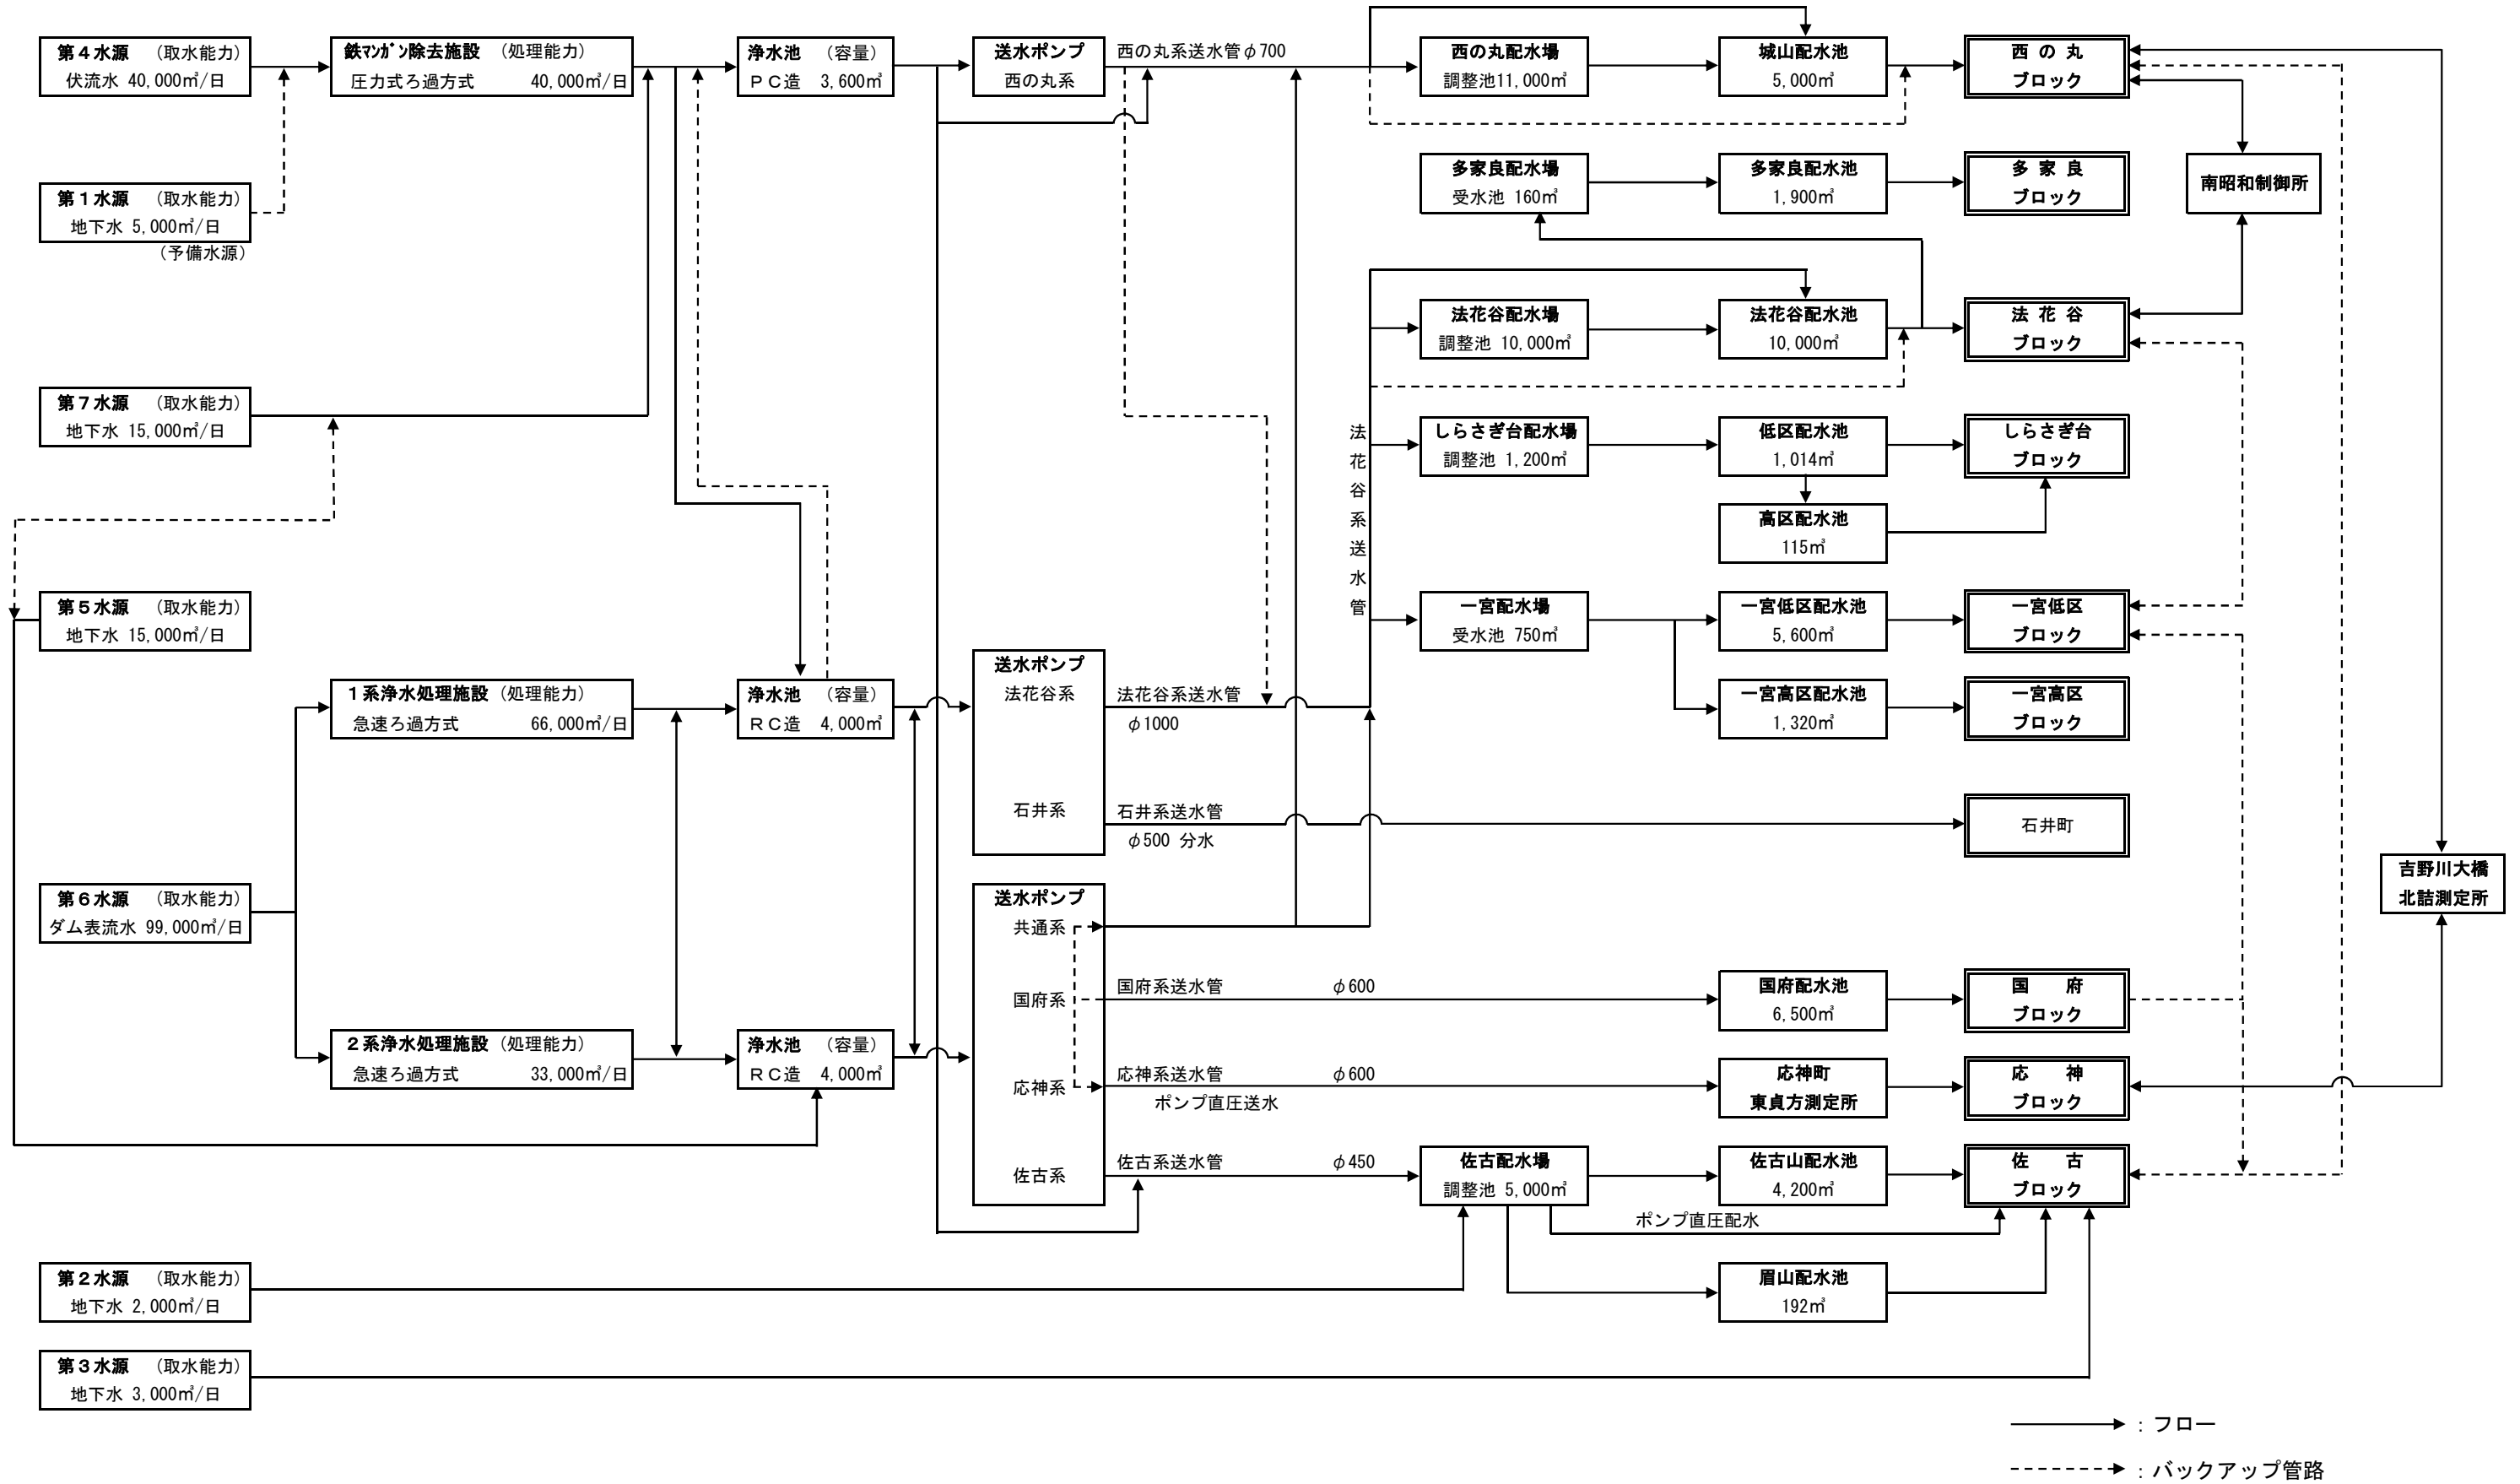 第４水源　（取水能力）
伏流水 40,000㎥/日
鉄ﾏﾝｶﾞﾝ除去施設　（処理能力）
圧力式ろ過方式　40,000㎥/日
浄水池　（容量）
ＰＣ造　3,600㎥
送水ポンプ
西の丸系
西の丸系送水管φ700
西の丸配水場
調整池11,000㎥
城山配水池
5,000㎥
西 の 丸
ブロック
第１水源　（取水能力）
地下水 5,000㎥/日
（予備水源）
多家良配水場
受水池 160㎥
多家良配水池
1,900㎥
多 家 良
ブロック
南昭和制御所
法花谷配水場
調整池 10,000㎥
法花谷配水池
10,000㎥
法 花 谷
ブロック
第７水源　（取水能力）
地下水 15,000㎥/日
法花谷系送水管
しらさぎ台配水場
調整池 1,200㎥
低区配水池
1,014㎥
しらさぎ台
ブロック
高区配水池
115㎥
第５水源　（取水能力）
地下水 15,000㎥/日
一宮配水場
受水池 750㎥
一宮低区配水池
5,600㎥
一宮低区
ブロック
１系浄水処理施設（処理能力）
急速ろ過方式　66,000㎥/日
浄水池　（容量）
ＲＣ造　4,000㎥
送水ポンプ
法花谷系
石井系
法花谷系送水管
φ1000
一宮高区配水池
1,320㎥
一宮高区
ブロック
石井系送水管
φ500 分水
石井町
吉野川大橋
北詰測定所
第６水源　（取水能力）
ダム表流水 99,000㎥/日
送水ポンプ
共通系
国府系
応神系
佐古系
国府系送水管　φ600
国府配水池
6,500㎥
国　府
ブロック
２系浄水処理施設（処理能力）
急速ろ過方式　33,000㎥/日
浄水池　（容量）
ＲＣ造　4,000㎥
応神系送水管　φ600
ポンプ直圧送水
応神町
東貞方測定所
応　神
ブロック
佐古系送水管　φ450
佐古配水場
調整池 5,000㎥
佐古山配水池
4,200㎥
佐　古
ブロック
ポンプ直圧配水
第２水源　（取水能力）
地下水 2,000㎥/日
眉山配水池
192㎥
第３水源　（取水能力）
地下水 3,000㎥/日
：フロー
：バックアップ管路